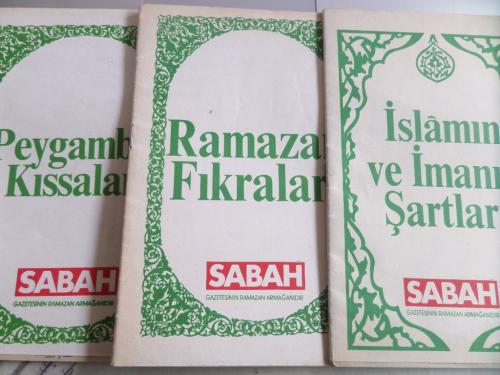 Peygamb
Kıssalar
SABAH
GAZETESİNİN RAMAZAN ARMAĞANIDIR
Ramazan
Fıkralar
SABAH
GAZETESİNİN RAMAZAN ARMAĞANIDIR
İslâmın
ve İmanın
Şartlar
SABAH
GAZETESİNİN RAMAZAN ARMAĞANIDIR